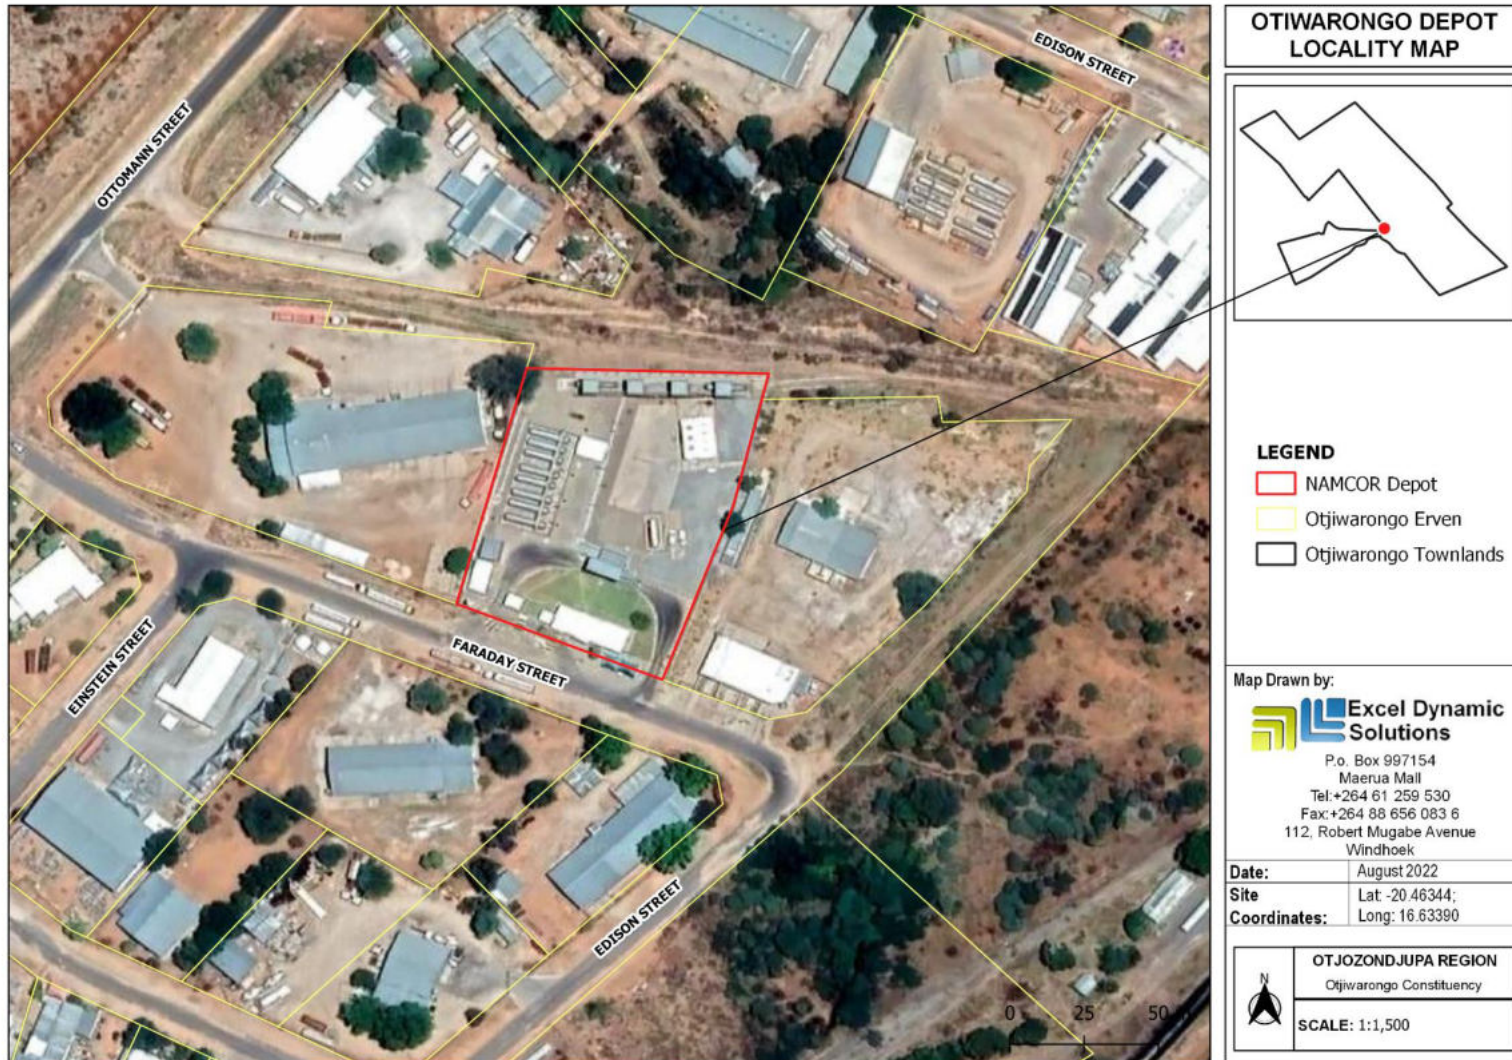 OTIWARONGO DEPOT
LOCALITY MAP
EDISON STREET
OTTOMANN STREET
FARADAY STREET
EINSTEIN STREET
EDISON STREET
0 25 50
LEGEND
NAMCOR Depot
Otjiwarongo Erven
Otjiwarongo Townlands
Map Drawn by:
Excel Dynamic
Solutions
P.o. Box 997154
Maerua Mall
Tel:+264 61 259 530
Fax:+264 88 656 083 6
112, Robert Mugabe Avenue
Windhoek
Date: August 2022
Site Lat: -20.46344;
Coordinates: Long: 16.63390
N
OTJOZONDJUPA REGION
Otjiwarongo Constituency
SCALE: 1:1,500